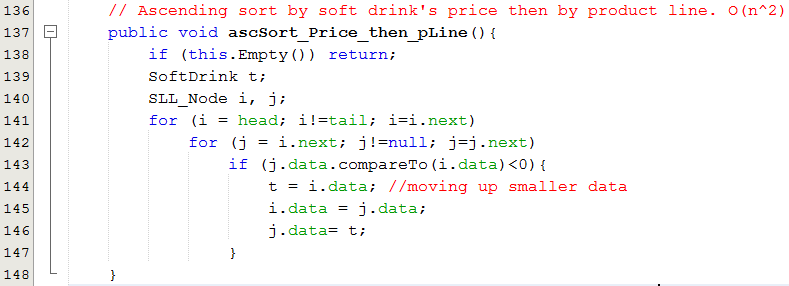 136 // Ascending sort by soft drink's price then by product line. O(n^2)
137 public void ascSort_Price_then_pLine(){
138 if (this.Empty()) return;
139 SoftDrink t;
140 SLL_Node i, j;
141 for (i = head; i!=tail; i=i.next)
142 for (j = i.next; j!=null; j=j.next)
143 if (j.data.compareTo(i.data)<0){
144 t = i.data; //moving up smaller data
145 i.data = j.data;
146 j.data= t;
147 }
148 }